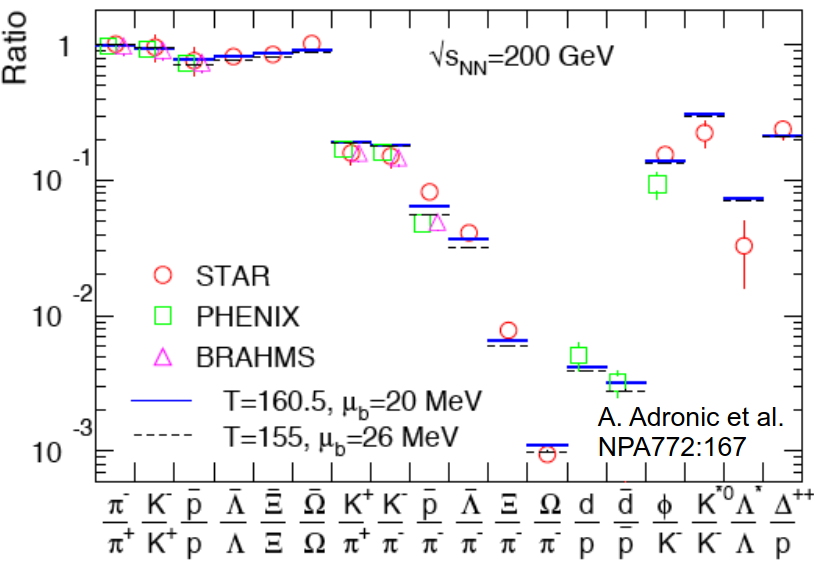 Ratio
√s_NN=200 GeV
1
10^-1
10^-2
10^-3
STAR
PHENIX
BRAHMS
T=160.5, μ_b=20 MeV
T=155, μ_b=26 MeV
A. Adronic et al.
NPA772:167
π^-/π^+ K^-/K^+ p̄/p Λ̄/Λ Ξ̄/Ξ Ω̄/Ω K^+/π^+ K^-/π^- p̄/π^- Λ̄/π^- Ξ/π^- Ω/π^- d/p d̄/p̄ ϕ/K^- K^*0/K^- Λ^*/Λ Δ^++/p